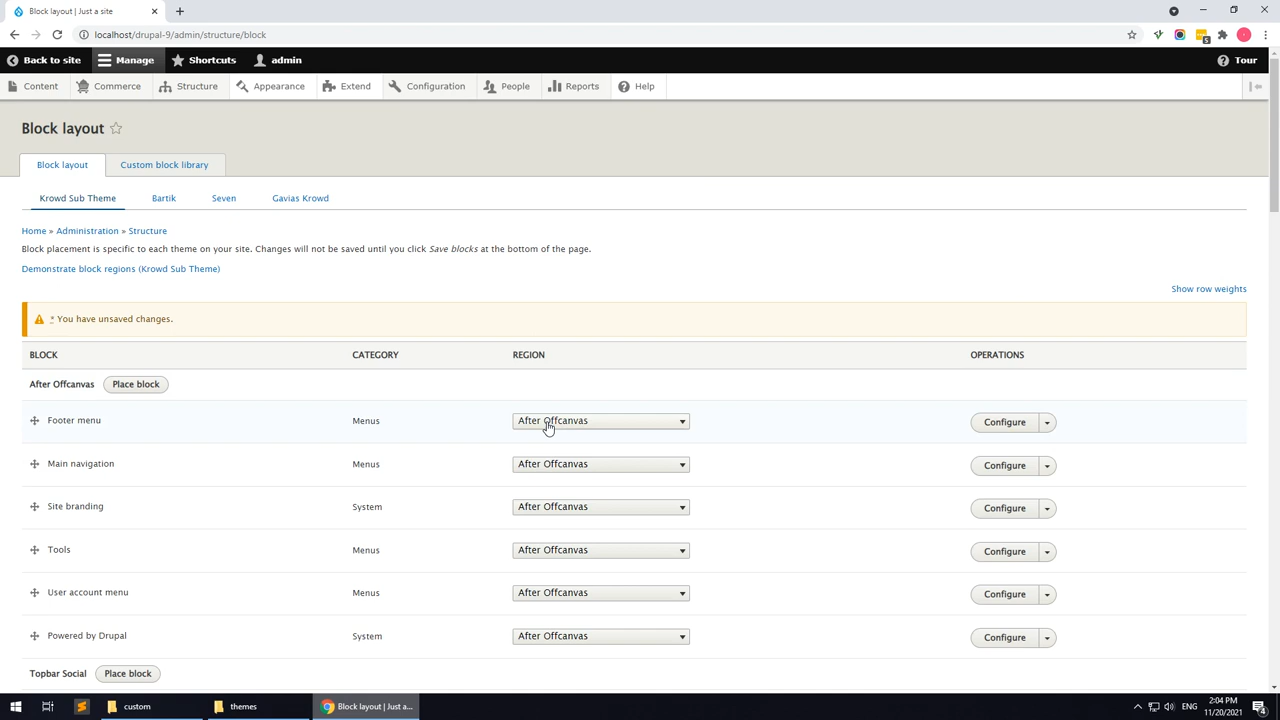 Block layout | Just a site
localhost/drupal-9/admin/structure/block
5
Back to site Manage Shortcuts admin Tour
Content Commerce Structure Appearance Extend Configuration People Reports Help
Block layout
Block layout Custom block library
Krowd Sub Theme Bartik Seven Gavias Krowd
Home » Administration » Structure
Block placement is specific to each theme on your site. Changes will not be saved until you click Save blocks at the bottom of the page.
Demonstrate block regions (Krowd Sub Theme)
Show row weights
* You have unsaved changes.
BLOCK CATEGORY REGION OPERATIONS
After Offcanvas Place block
Footer menu Menus After Offcanvas Configure
Main navigation Menus After Offcanvas Configure
Site branding System After Offcanvas Configure
Tools Menus After Offcanvas Configure
User account menu Menus After Offcanvas Configure
Powered by Drupal System After Offcanvas Configure
Topbar Social Place block
custom themes Block layout | Just a... ENG 2:04 PM
11/20/2021 4